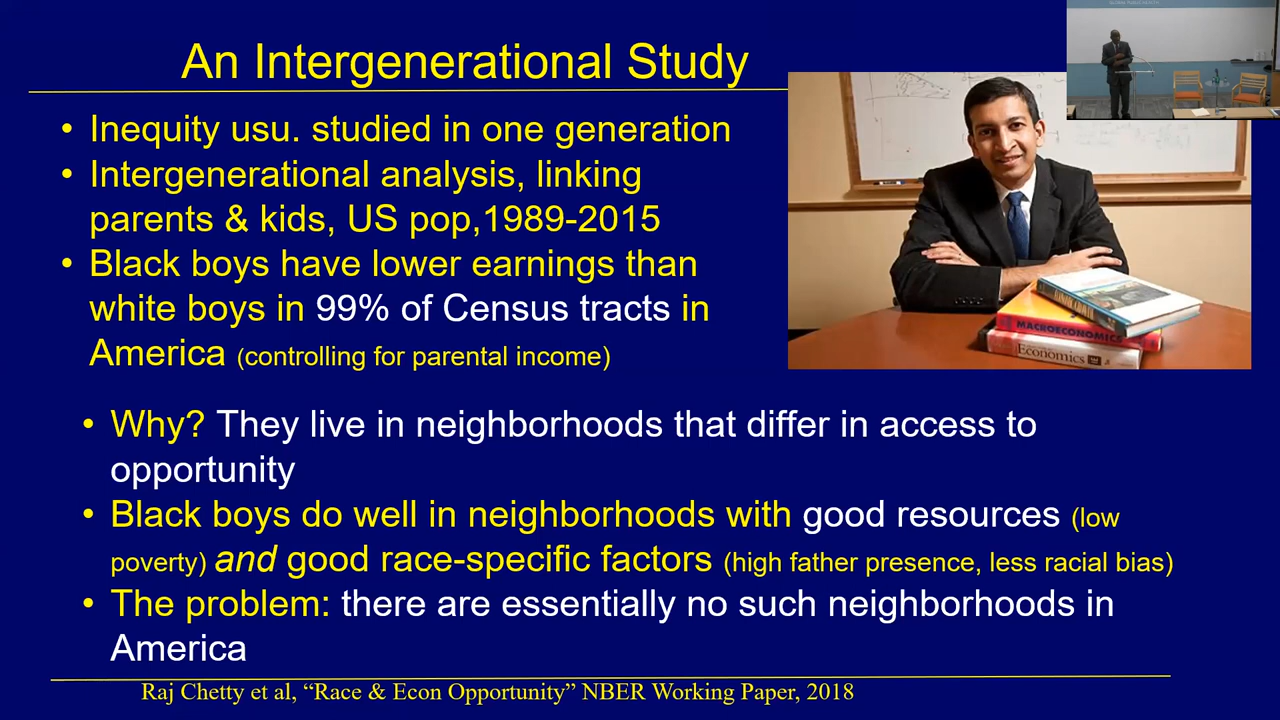 An Intergenerational Study
• Inequity usu. studied in one generation
• Intergenerational analysis, linking
parents & kids, US pop,1989-2015
• Black boys have lower earnings than
white boys in 99% of Census tracts in
America (controlling for parental income)
MACROECONOMICS
Economics
• Why? They live in neighborhoods that differ in access to
opportunity
• Black boys do well in neighborhoods with good resources (low
poverty) and good race-specific factors (high father presence, less racial bias)
• The problem: there are essentially no such neighborhoods in
America
Raj Chetty et al, “Race & Econ Opportunity” NBER Working Paper, 2018